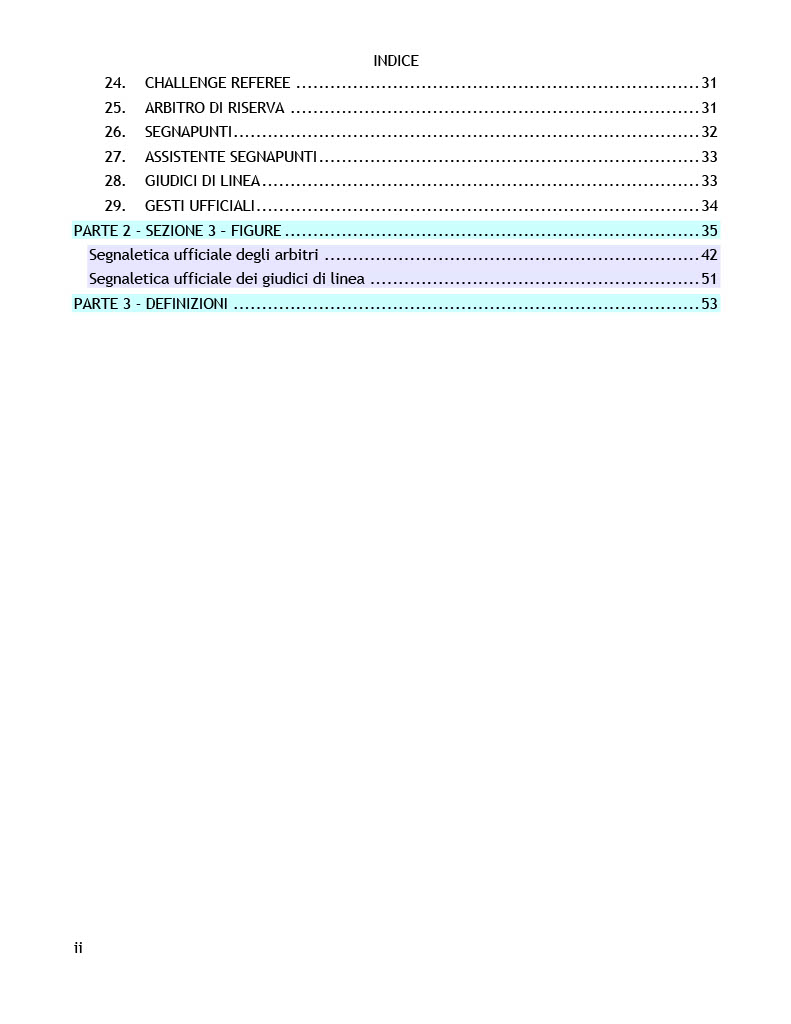 INDICE
24. CHALLENGE REFEREE ........................................................................31
25. ARBITRO DI RISERVA .........................................................................31
26. SEGNAPUNTI...................................................................................32
27. ASSISTENTE SEGNAPUNTI....................................................................33
28. GIUDICI DI LINEA..............................................................................33
29. GESTI UFFICIALI...............................................................................34
PARTE 2 - SEZIONE 3 – FIGURE..........................................................................35
Segnaletica ufficiale degli arbitri ...................................................................42
Segnaletica ufficiale dei giudici di linea ...........................................................51
PARTE 3 - DEFINIZIONI ...................................................................................53
ii